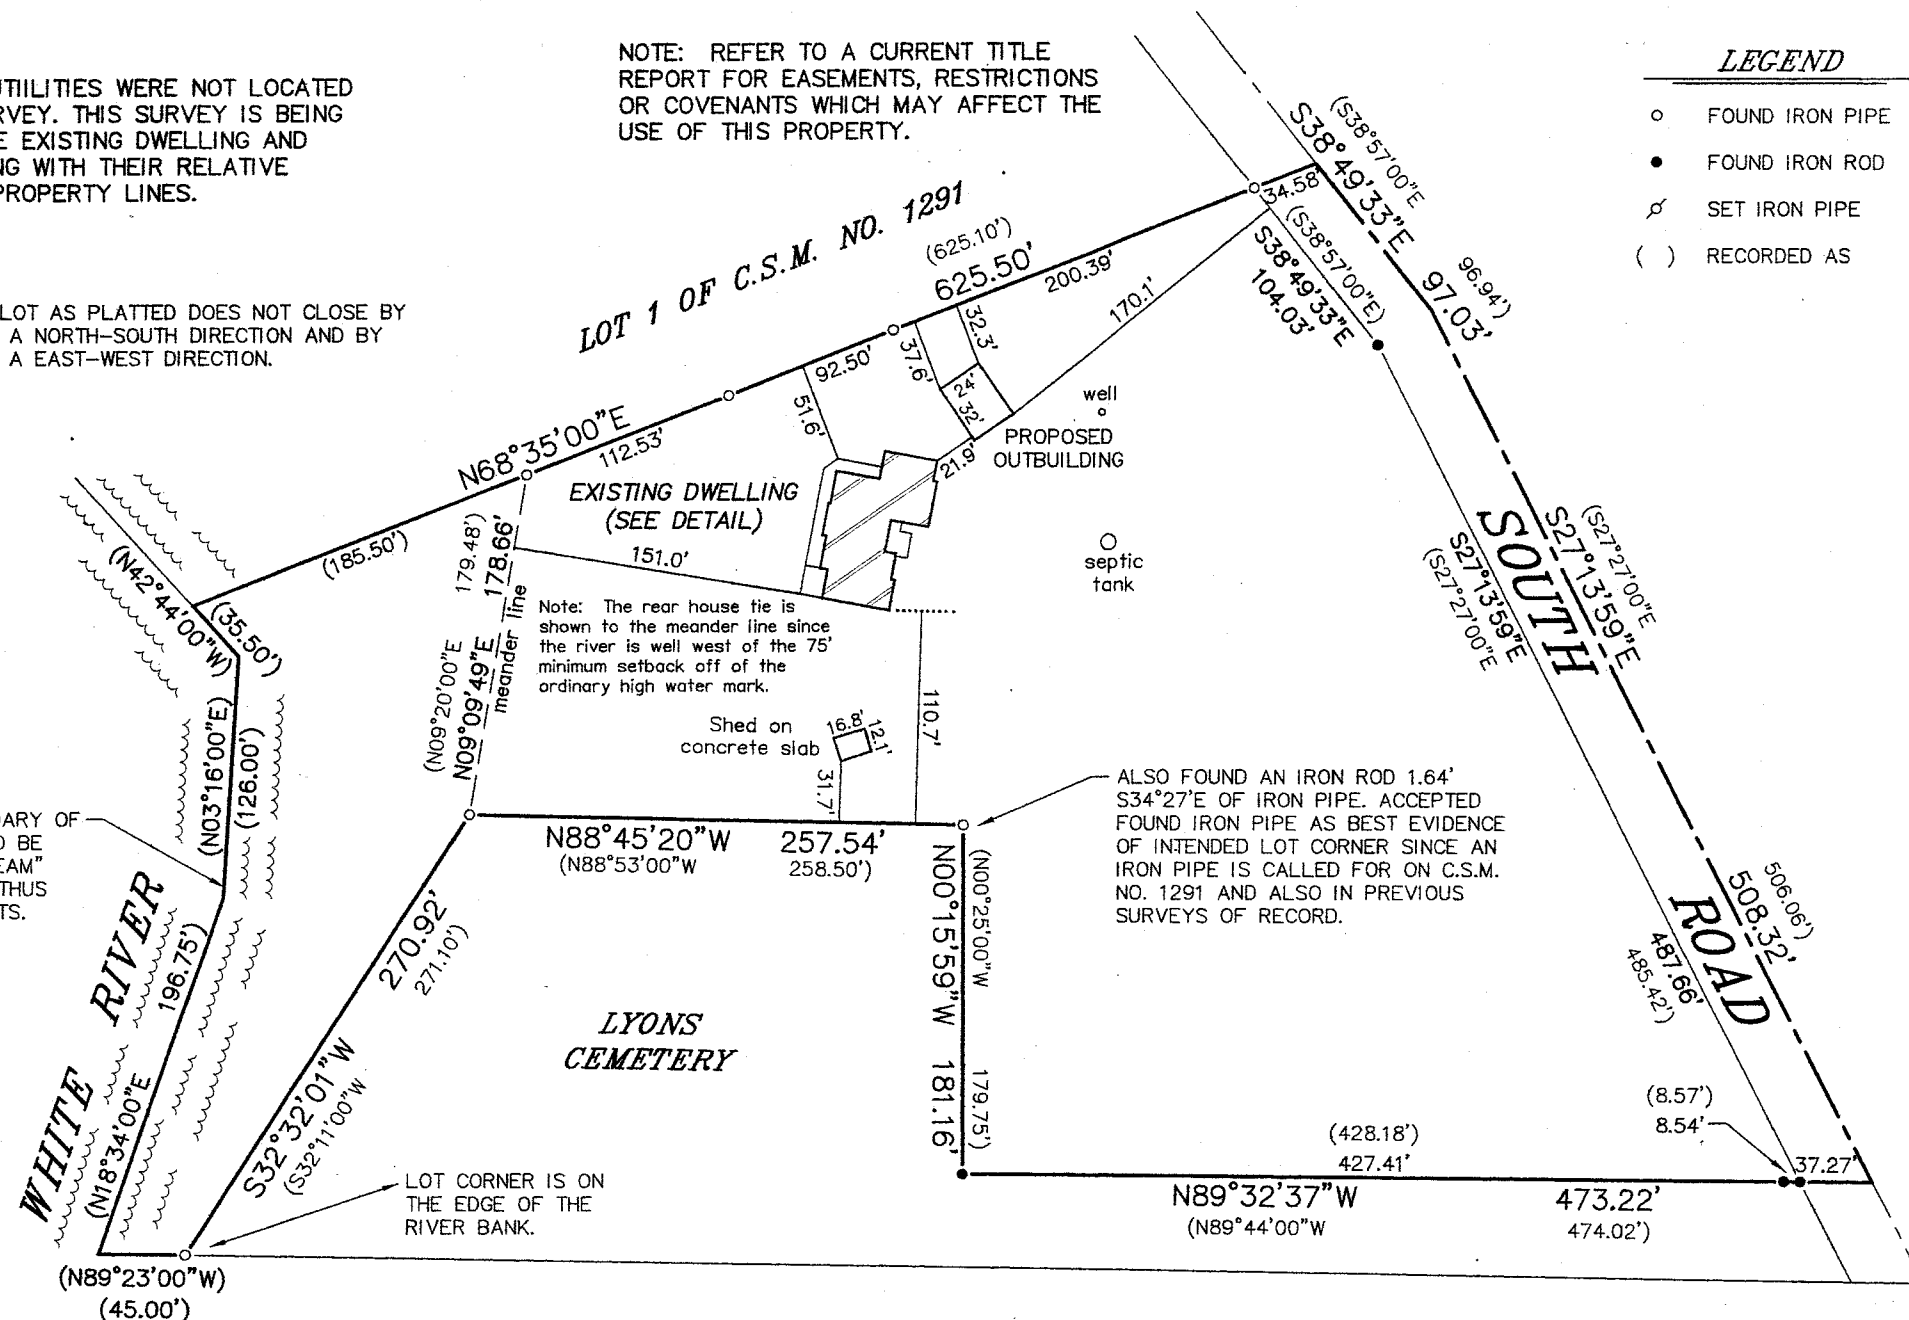 UTIILITIES WERE NOT LOCATED
RVEY. THIS SURVEY IS BEING
E EXISTING DWELLING AND
NG WITH THEIR RELATIVE
PROPERTY LINES.
NOTE: REFER TO A CURRENT TITLE
REPORT FOR EASEMENTS, RESTRICTIONS
OR COVENANTS WHICH MAY AFFECT THE
USE OF THIS PROPERTY.
LEGEND
FOUND IRON PIPE
FOUND IRON ROD
SET IRON PIPE
( ) RECORDED AS
LOT AS PLATTED DOES NOT CLOSE BY
A NORTH-SOUTH DIRECTION AND BY
A EAST-WEST DIRECTION.
LOT 1 OF C.S.M. NO. 1291
(625.10')
625.50'
N68°35'00"E
112.53'
92.50'
200.39'
34.58'
(185.50')
(S38°57'00"E
S38°49'33"E
96.94')
97.03'
(S38°57'00"E)
S38°49'33"E
104.03'
170.1'
32.3'
37.6'
51.6'
24'
32'
21.9'
well
PROPOSED
OUTBUILDING
septic
tank
EXISTING DWELLING
(SEE DETAIL)
151.0'
179.48')
178.66'
(N09°20'00"E
N09°09'49"E
meander line
Note: The rear house tie is
shown to the meander line since
the river is well west of the 75'
minimum setback off of the
ordinary high water mark.
110.7'
Shed on
concrete slab
16.8'
12.1'
31.7'
(N42°44'00"W)
(35.50')
(N03°16'00"E)
(126.00')
DARY OF
O BE
EAM"
THUS
TS.
WHITE RIVER
196.75')
(N18°34'00"E
(N89°23'00"W)
(45.00')
270.92'
271.10')
S32°32'01"W
(S32°11'00"W
LOT CORNER IS ON
THE EDGE OF THE
RIVER BANK.
LYONS
CEMETERY
N88°45'20"W 257.54'
(N88°53'00"W 258.50')
N00°15'59"W 181.16'
(N00°25'00"W 179.75')
ALSO FOUND AN IRON ROD 1.64'
S34°27'E OF IRON PIPE. ACCEPTED
FOUND IRON PIPE AS BEST EVIDENCE
OF INTENDED LOT CORNER SINCE AN
IRON PIPE IS CALLED FOR ON C.S.M.
NO. 1291 AND ALSO IN PREVIOUS
SURVEYS OF RECORD.
SOUTH ROAD
S27°13'59"E
(S27°27'00"E
(S27°27'00"E
S27°13'59"E
506.06')
508.32'
487.66'
485.42')
(8.57')
8.54'
37.27'
(428.18')
427.41'
N89°32'37"W 473.22'
(N89°44'00"W 474.02')